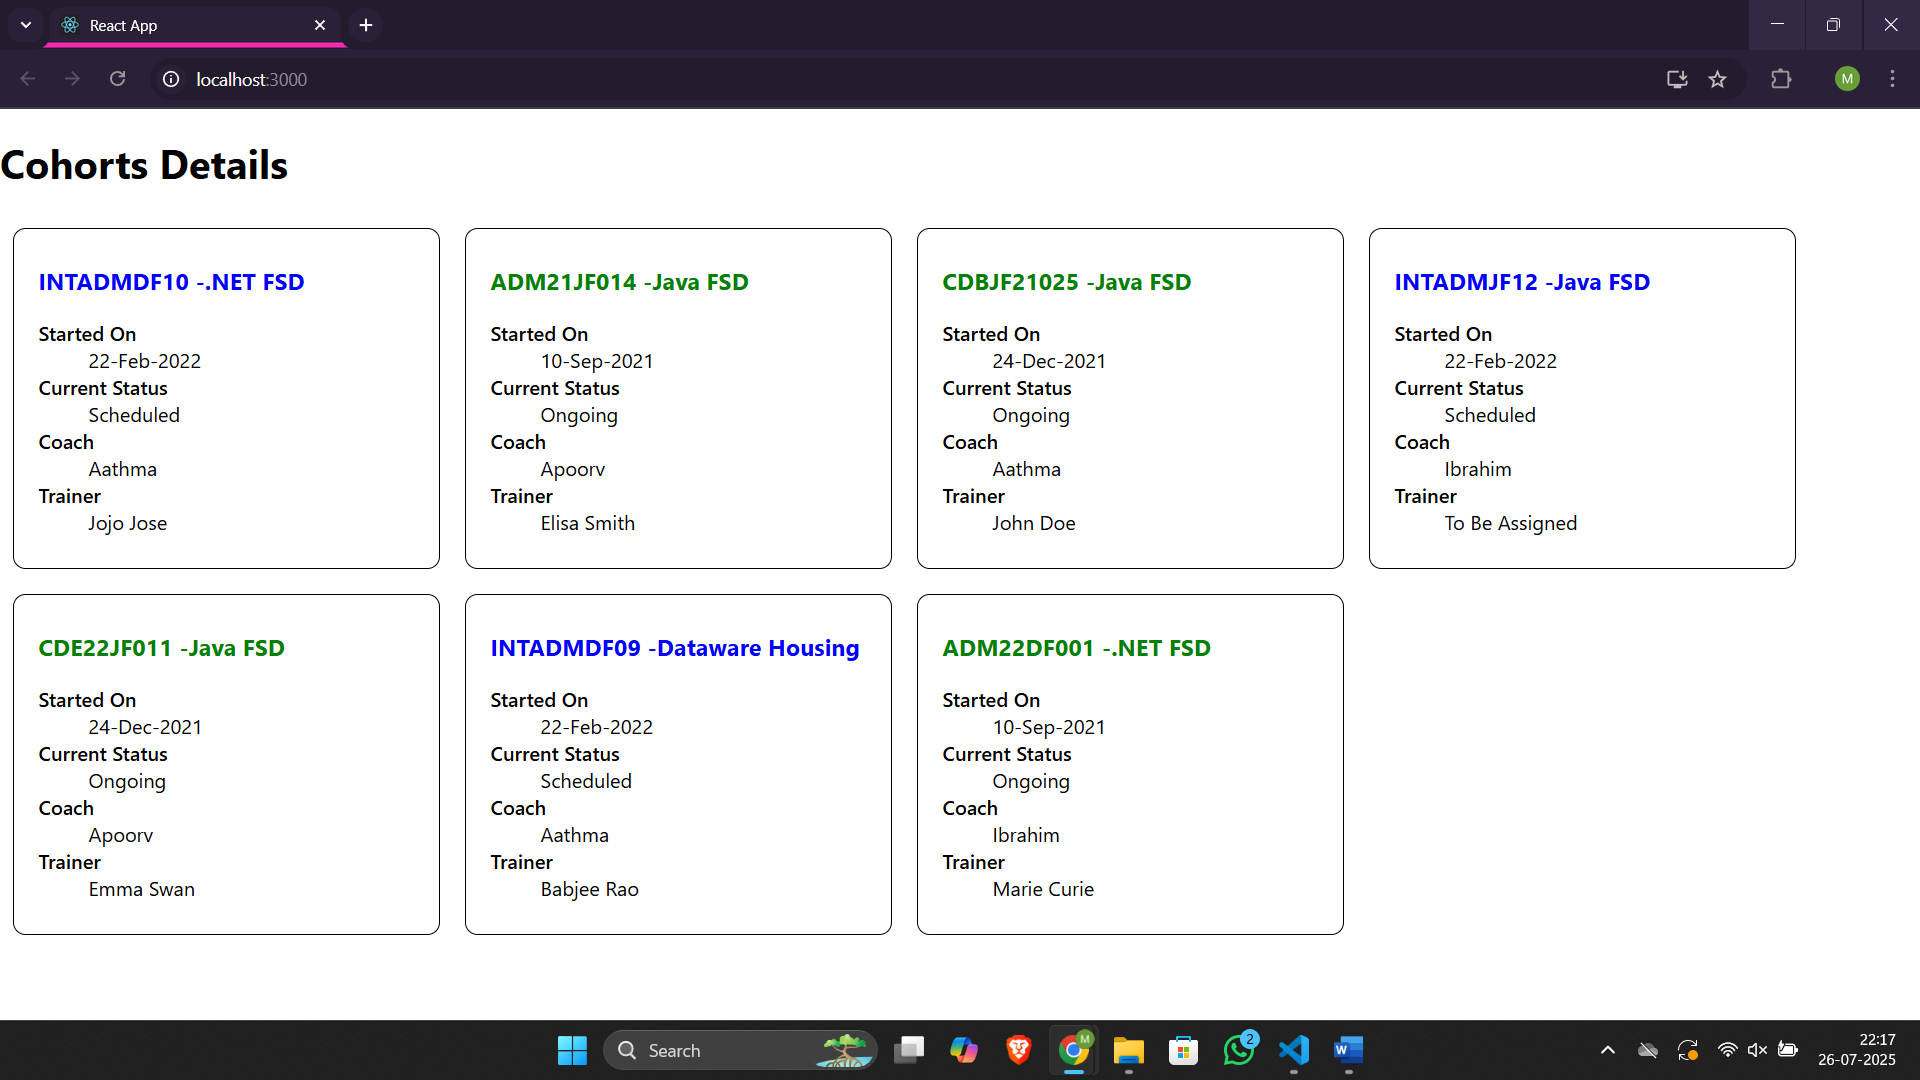 React App
localhost:3000
M
Cohorts Details
INTADMDF10 -.NET FSD
Started On
22-Feb-2022
Current Status
Scheduled
Coach
Aathma
Trainer
Jojo Jose
ADM21JF014 -Java FSD
Started On
10-Sep-2021
Current Status
Ongoing
Coach
Apoorv
Trainer
Elisa Smith
CDBJF21025 -Java FSD
Started On
24-Dec-2021
Current Status
Ongoing
Coach
Aathma
Trainer
John Doe
INTADMJF12 -Java FSD
Started On
22-Feb-2022
Current Status
Scheduled
Coach
Ibrahim
Trainer
To Be Assigned
CDE22JF011 -Java FSD
Started On
24-Dec-2021
Current Status
Ongoing
Coach
Apoorv
Trainer
Emma Swan
INTADMDF09 -Dataware Housing
Started On
22-Feb-2022
Current Status
Scheduled
Coach
Aathma
Trainer
Babjee Rao
ADM22DF001 -.NET FSD
Started On
10-Sep-2021
Current Status
Ongoing
Coach
Ibrahim
Trainer
Marie Curie
Search
M
2
W
22:17
26-07-2025